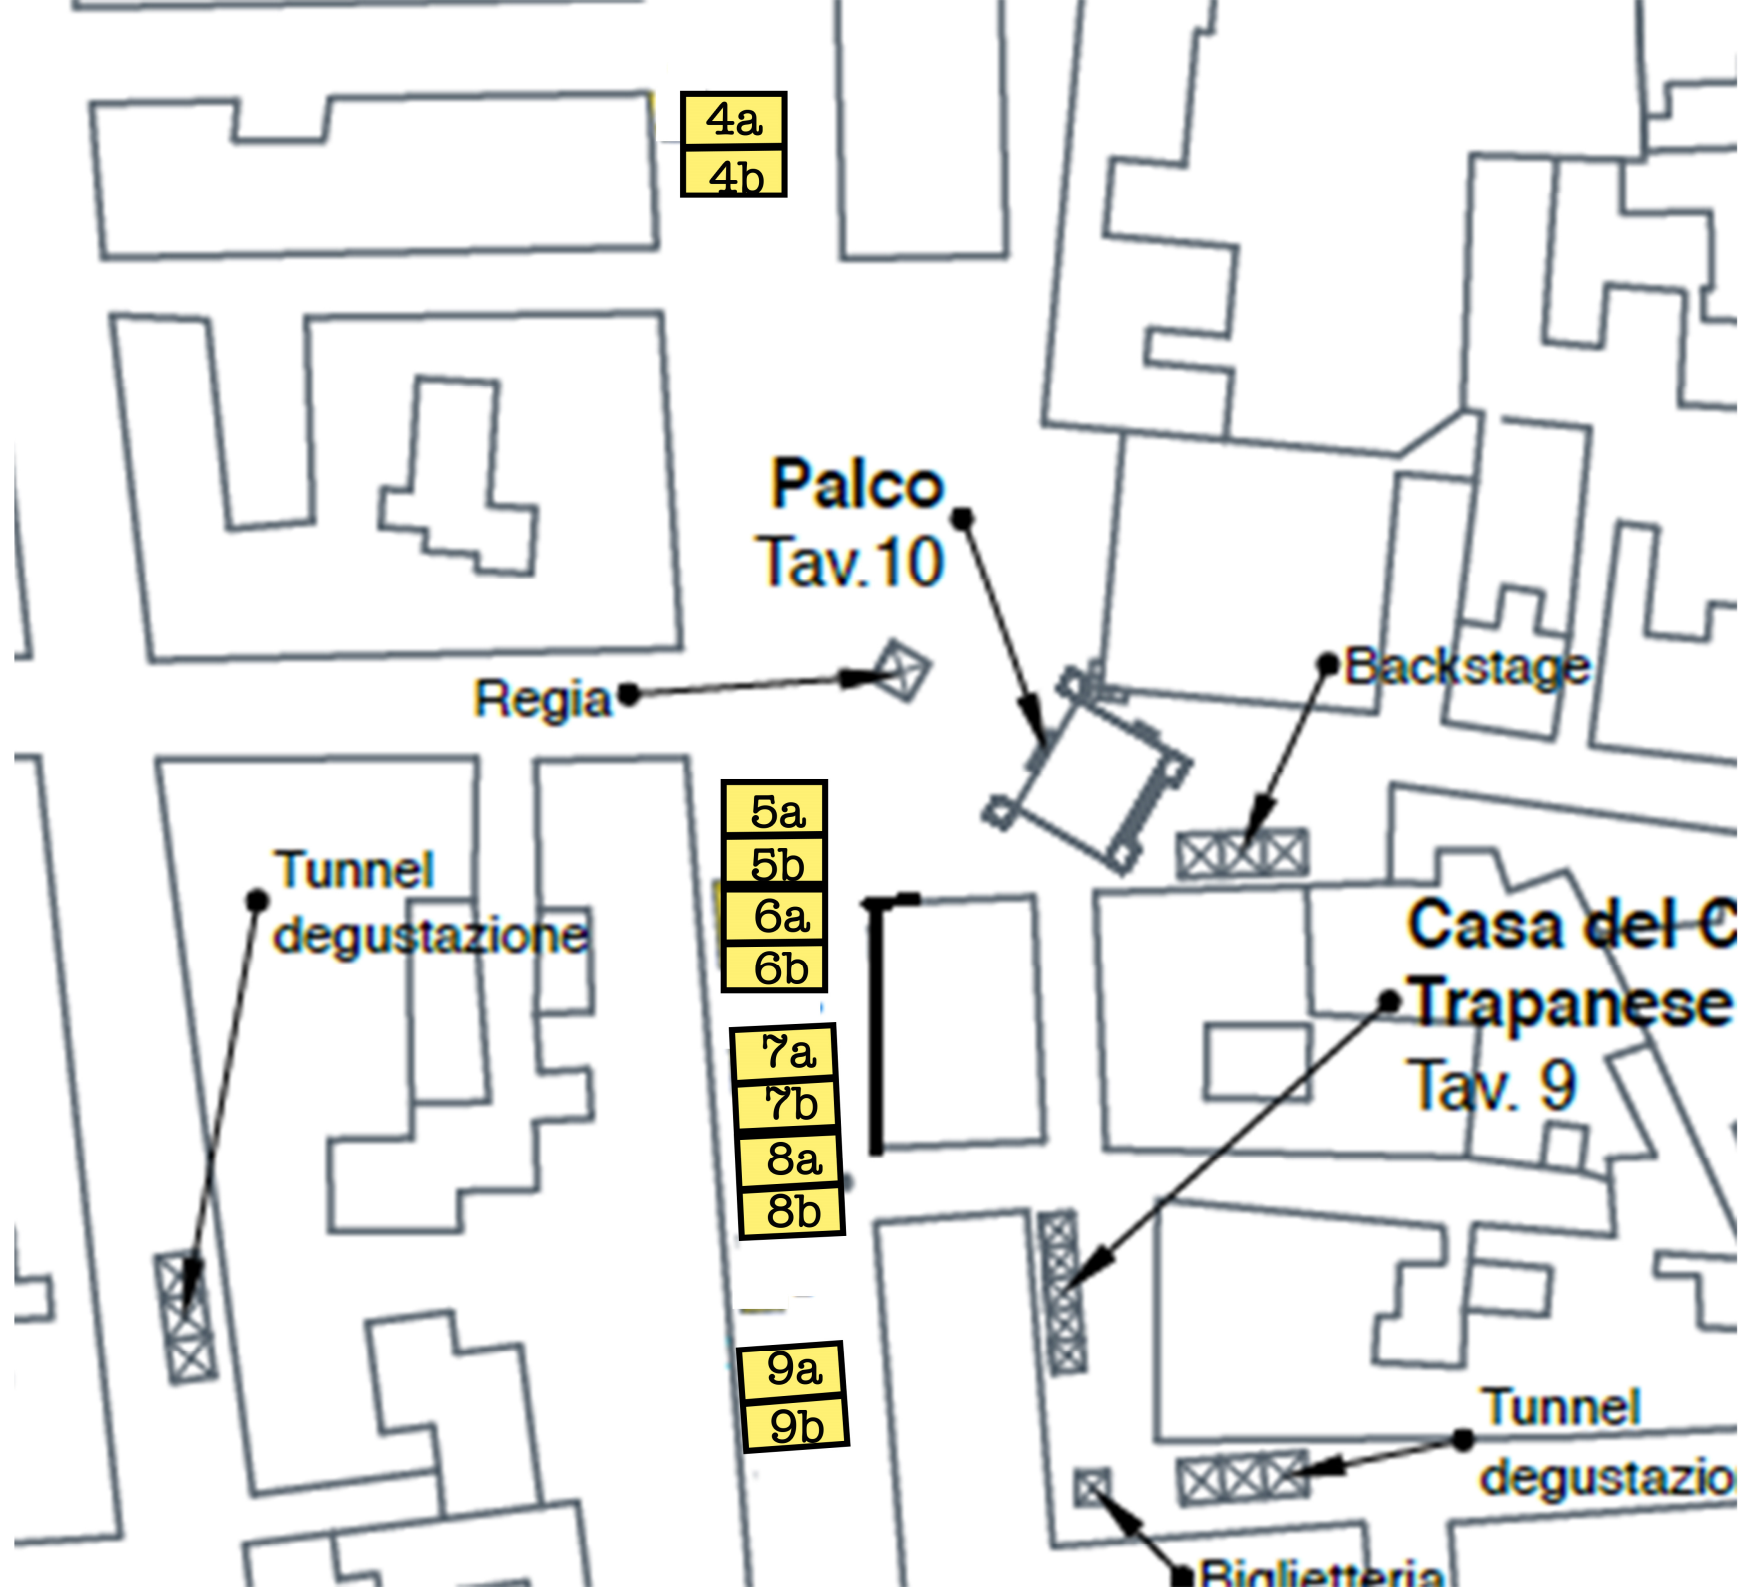 4a
4b
Palco
Tav.10
Backstage
Regia
5a
5b
Tunnel
degustazione
6a
6b
Casa del C
Trapanese
Tav. 9
7a
7b
8a
8b
9a
9b
Tunnel
degustazio
Biglietteria